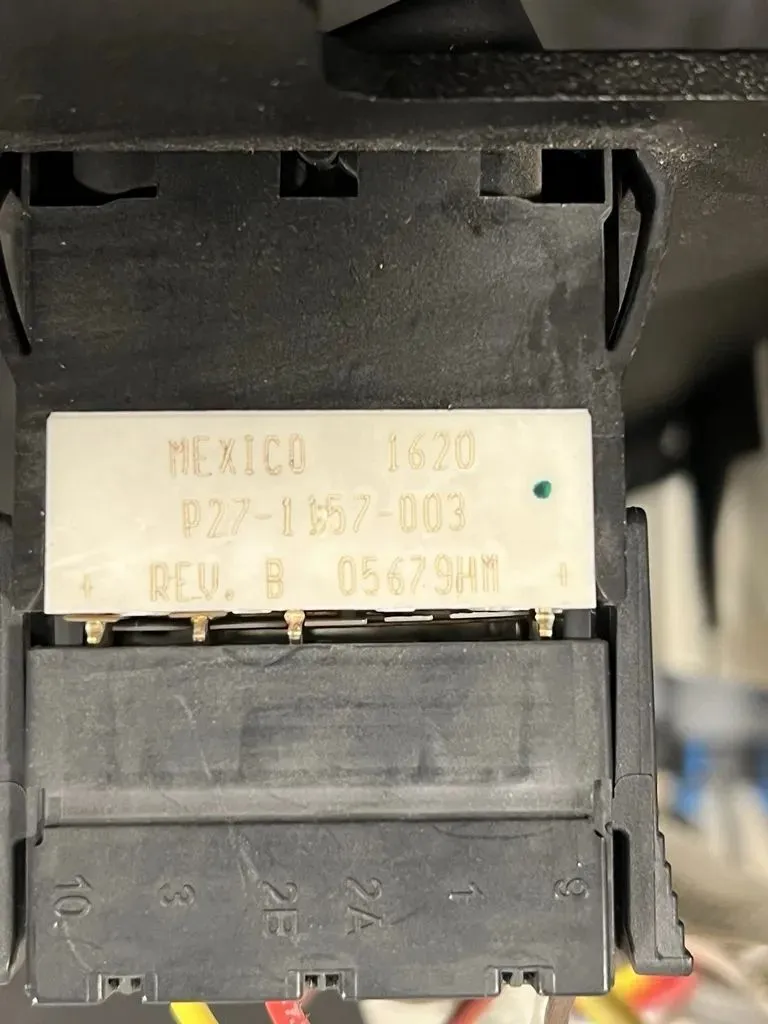 MEXICO 1620
P27-1157-003
REV. B 05679HM
10 3 2B 2A 1 9